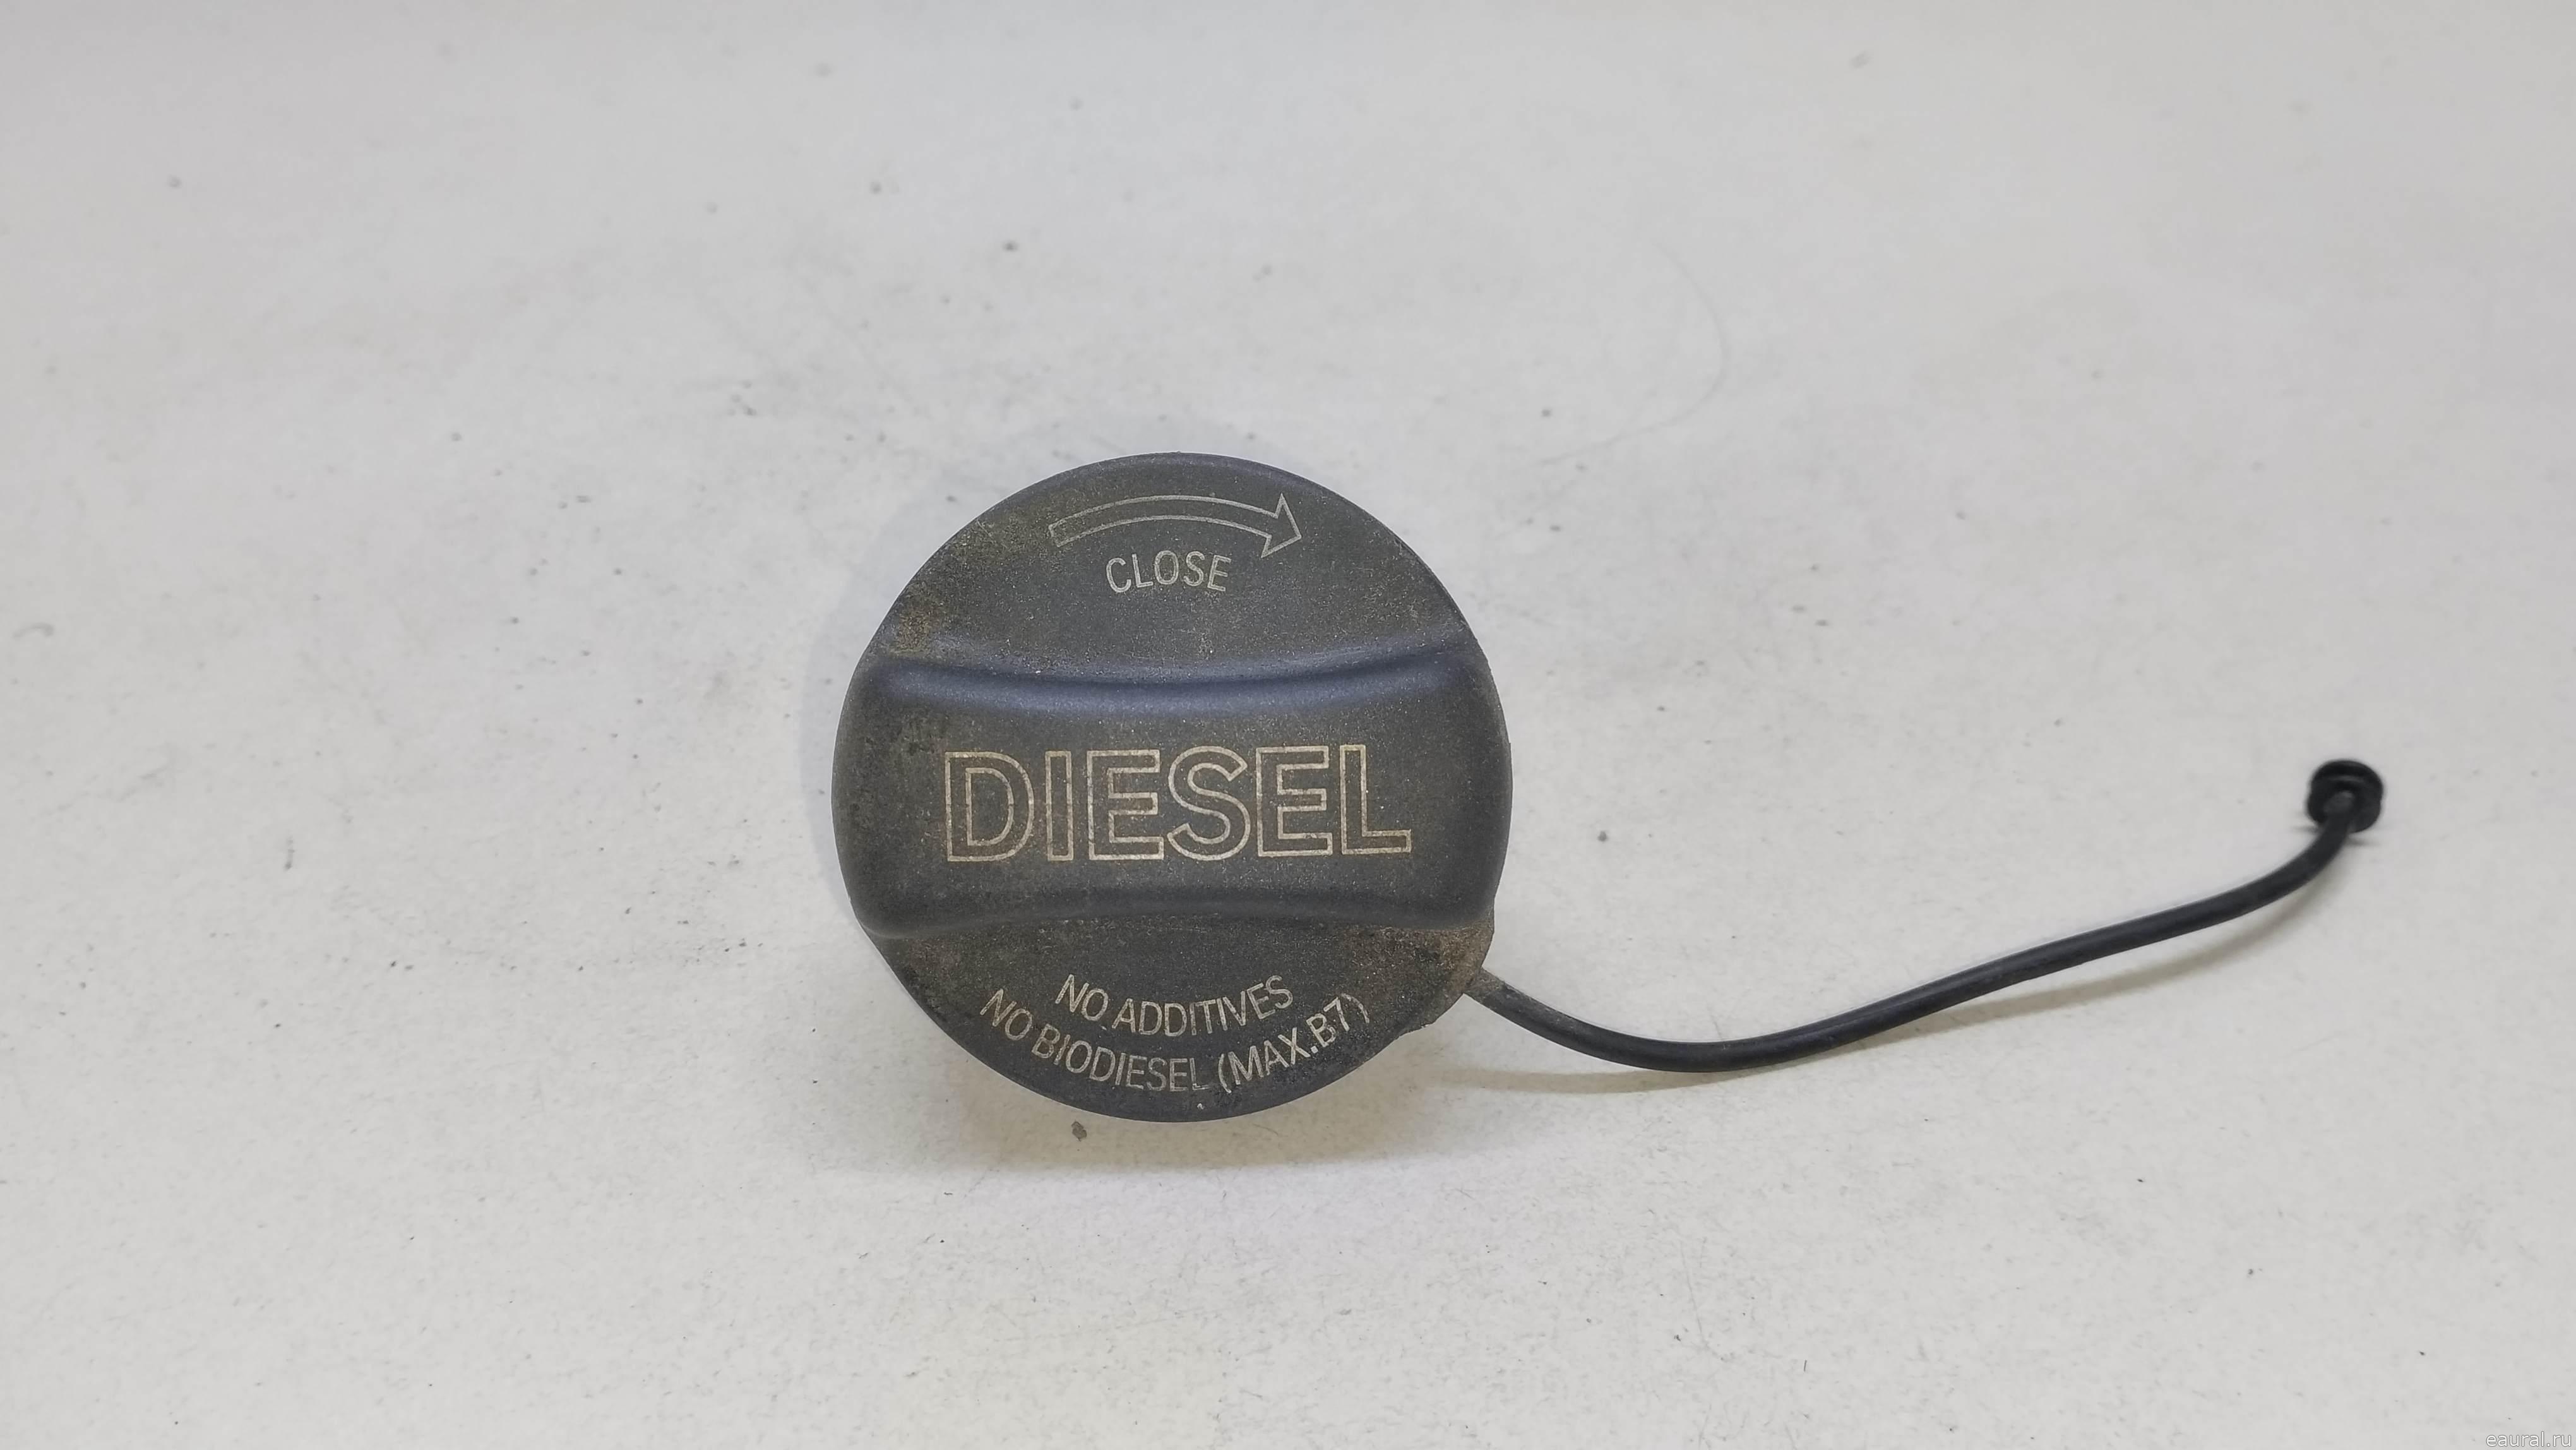 CLOSE
DIESEL
NO ADDITIVES
NO BIODIESEL (MAX.B7)
eaural.ru